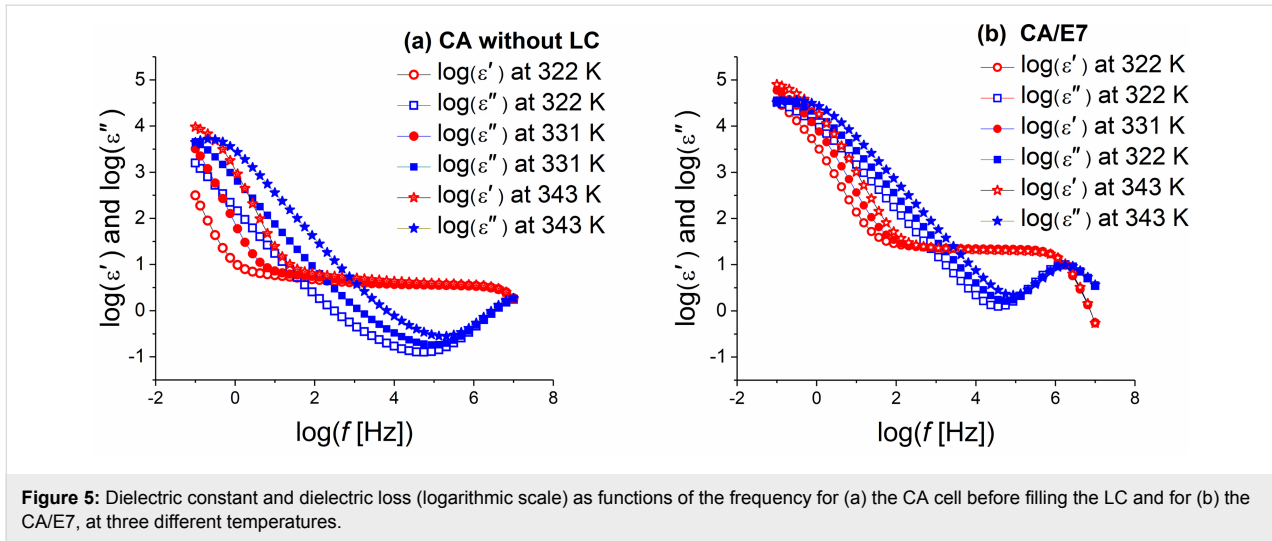 (a) CA without LC
log(ε′) at 322 K
log(ε″) at 322 K
log(ε′) at 331 K
log(ε″) at 331 K
log(ε′) at 343 K
log(ε″) at 343 K
5
4
3
2
1
0
-1
-2
0
2
4
6
8
log(ε′) and log(ε″)
log(f [Hz])
(b) CA/E7
log(ε′) at 322 K
log(ε″) at 322 K
log(ε′) at 331 K
log(ε″) at 322 K
log(ε′) at 343 K
log(ε″) at 343 K
5
4
3
2
1
0
-1
-2
0
2
4
6
8
log(ε′) and log(ε″)
log(f [Hz])
Figure 5: Dielectric constant and dielectric loss (logarithmic scale) as functions of the frequency for (a) the CA cell before filling the LC and for (b) the
CA/E7, at three different temperatures.